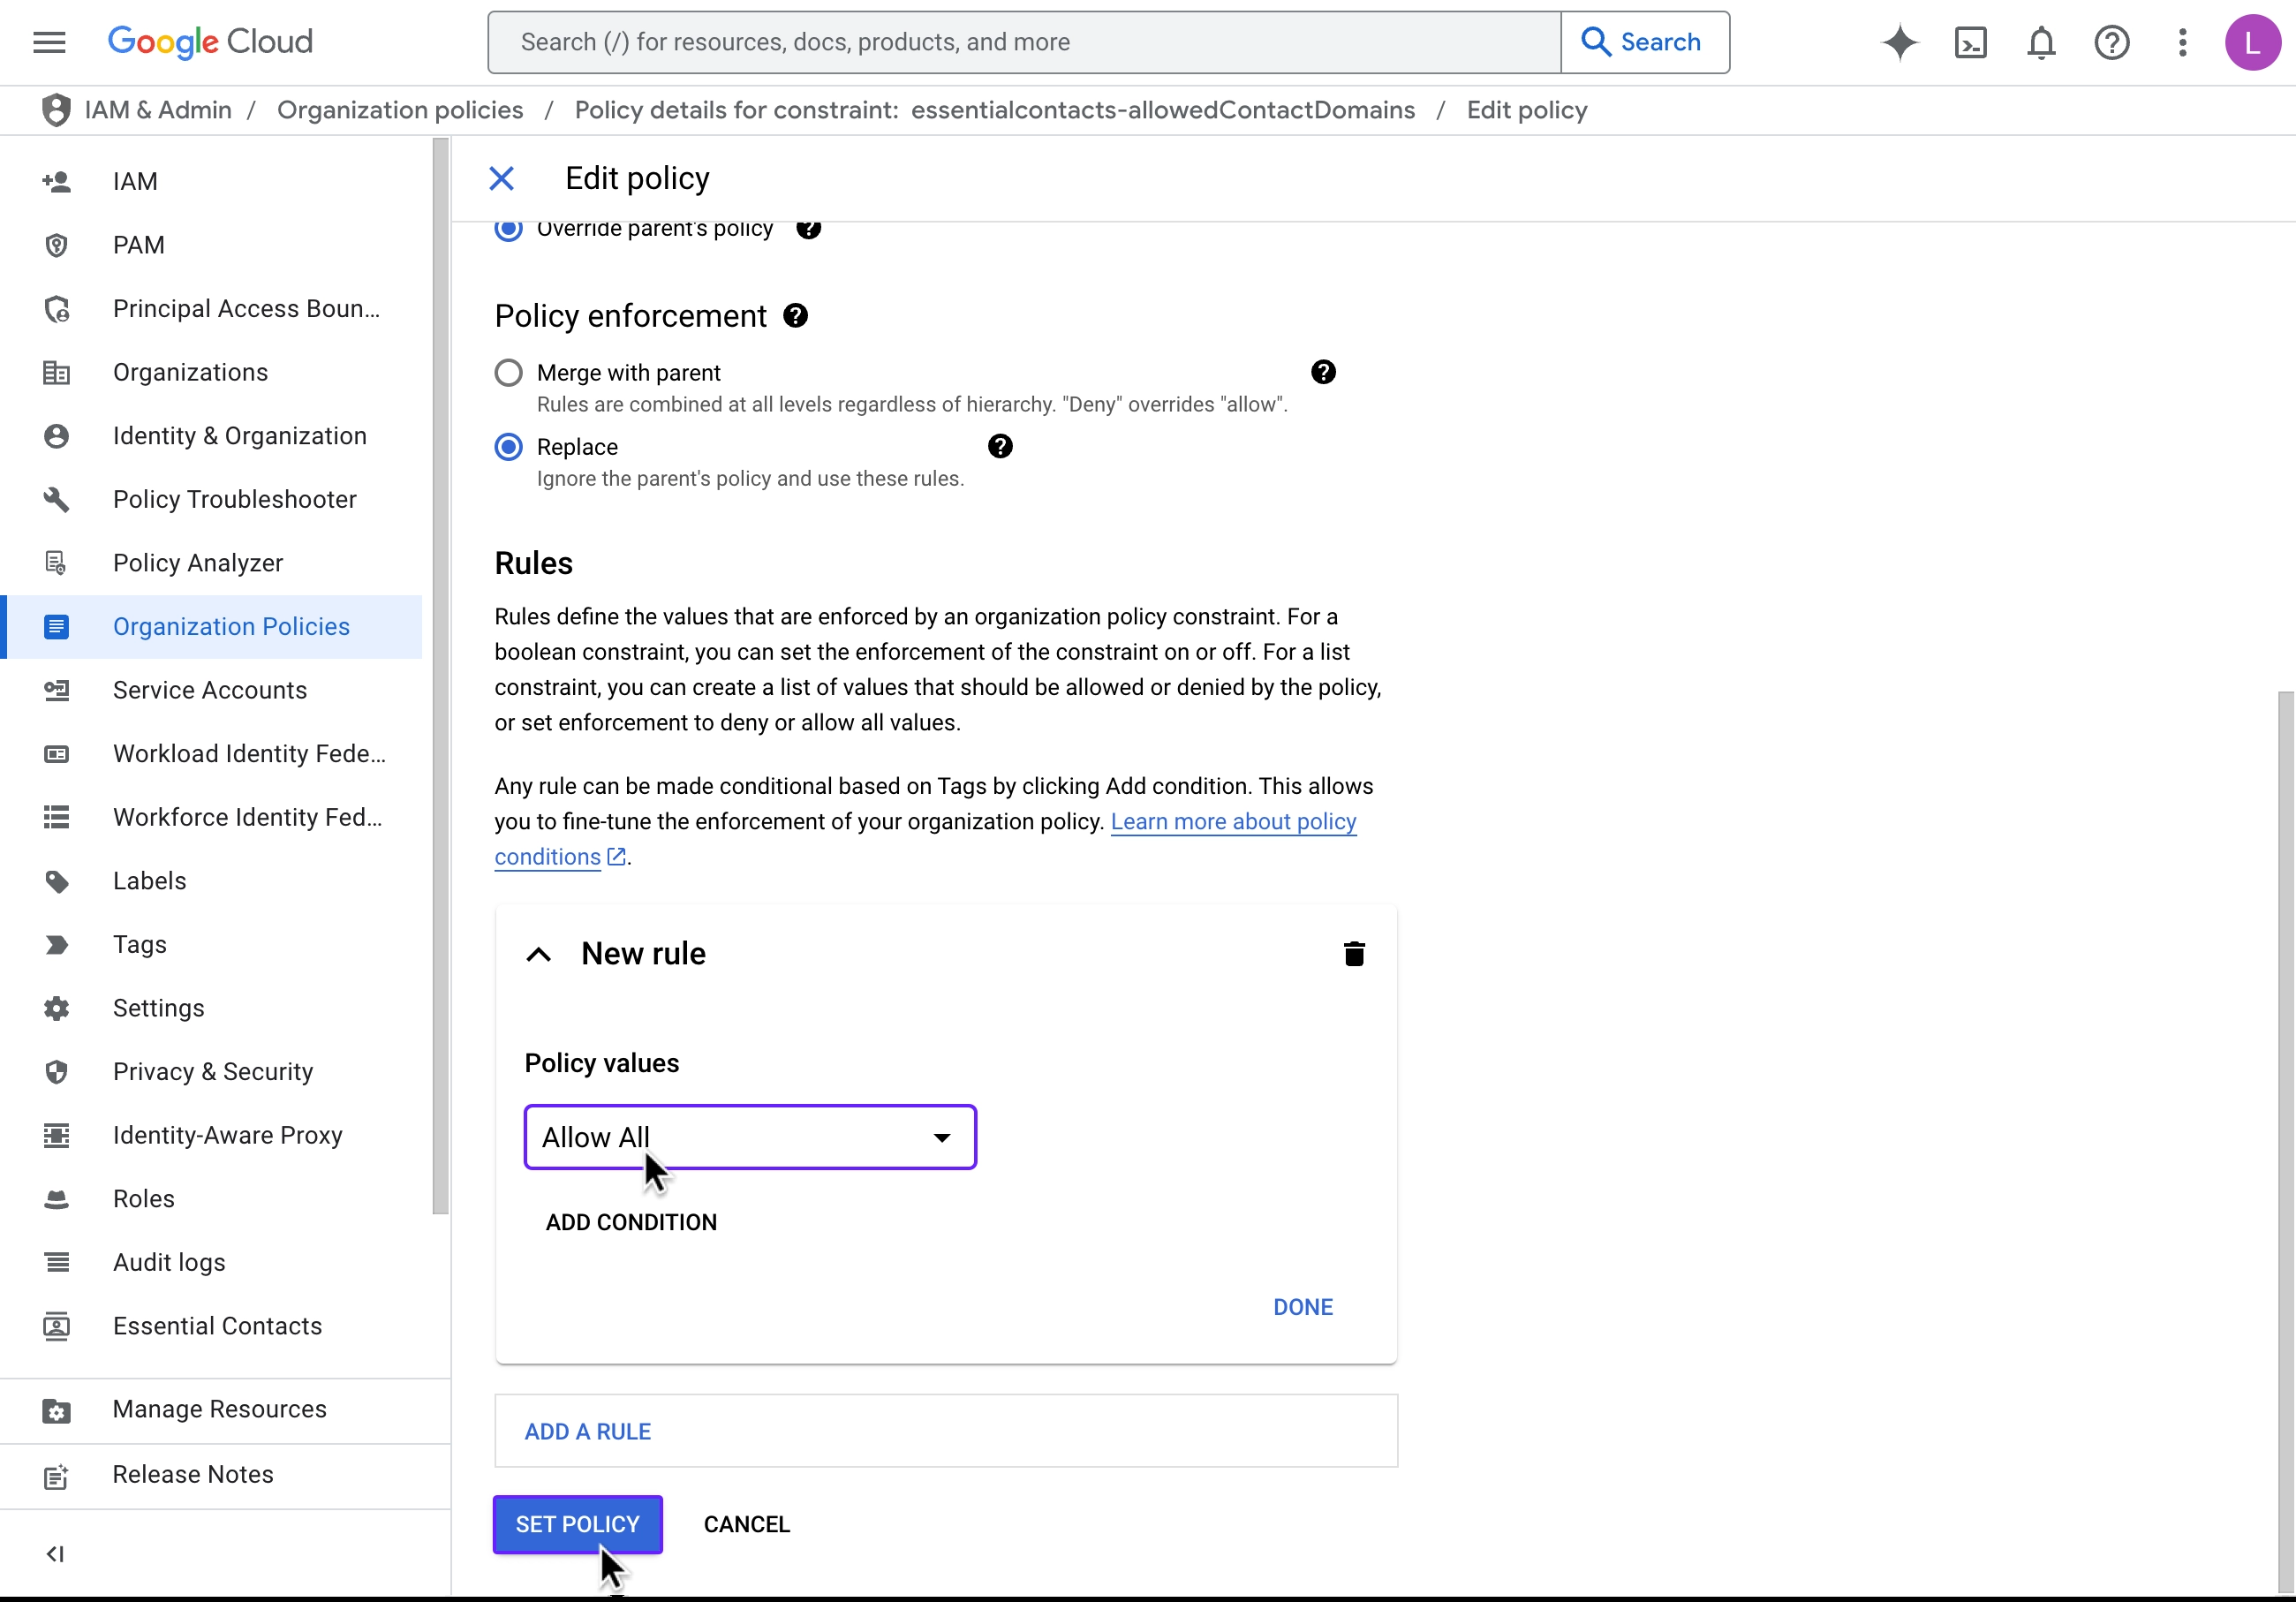 Google Cloud
Search (/) for resources, docs, products, and more
Search
L
IAM & Admin / Organization policies / Policy details for constraint: essentialcontacts-allowedContactDomains / Edit policy
IAM
PAM
Principal Access Boun...
Organizations
Identity & Organization
Policy Troubleshooter
Policy Analyzer
Organization Policies
Service Accounts
Workload Identity Fede...
Workforce Identity Fed...
Labels
Tags
Settings
Privacy & Security
Identity-Aware Proxy
Roles
Audit logs
Essential Contacts
Manage Resources
Release Notes
Edit policy
Override parent's policy
Policy enforcement
Merge with parent
Rules are combined at all levels regardless of hierarchy. "Deny" overrides "allow".
Replace
Ignore the parent's policy and use these rules.
Rules
Rules define the values that are enforced by an organization policy constraint. For a
boolean constraint, you can set the enforcement of the constraint on or off. For a list
constraint, you can create a list of values that should be allowed or denied by the policy,
or set enforcement to deny or allow all values.
Any rule can be made conditional based on Tags by clicking Add condition. This allows
you to fine-tune the enforcement of your organization policy. Learn more about policy
conditions.
New rule
Policy values
Allow All
ADD CONDITION
DONE
ADD A RULE
SET POLICY
CANCEL